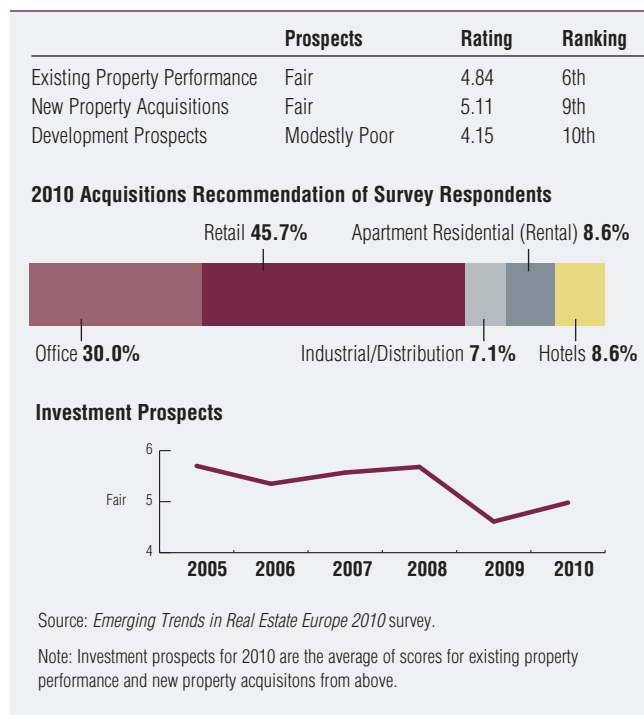 Prospects Rating Ranking
Existing Property Performance Fair 4.84 6th
New Property Acquisitions Fair 5.11 9th
Development Prospects Modestly Poor 4.15 10th
2010 Acquisitions Recommendation of Survey Respondents
Retail 45.7% Apartment Residential (Rental) 8.6%
Office 30.0% Industrial/Distribution 7.1% Hotels 8.6%
Investment Prospects
6
Fair 5
4
2005 2006 2007 2008 2009 2010
Source: Emerging Trends in Real Estate Europe 2010 survey.
Note: Investment prospects for 2010 are the average of scores for existing property
performance and new property acquisitons from above.